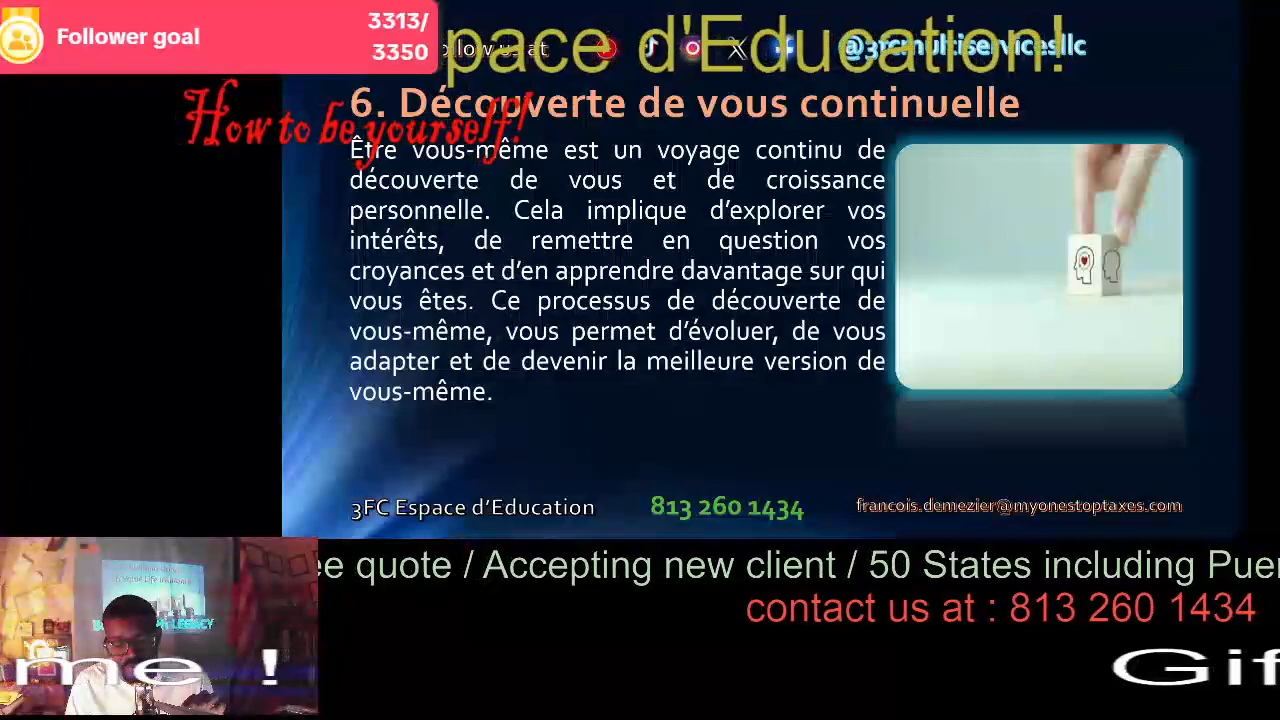 Follower goal
3313/
3350
pace d'Education!
ollow us at
@3fcmultiservicesllc
How to be yourself!
6. Découverte de vous continuelle
Être vous-même est un voyage continu de
découverte de vous et de croissance
personnelle. Cela implique d’explorer vos
intérêts, de remettre en question vos
croyances et d’en apprendre davantage sur qui
vous êtes. Ce processus de découverte de
vous-même, vous permet d’évoluer, de vous
adapter et de devenir la meilleure version de
vous-même.
3FC Espace d’Education
813 260 1434
francois.demezier@myonestoptaxes.com
ee quote / Accepting new client / 50 States including Puer
contact us at : 813 260 1434
LEGACY
me !
Gif